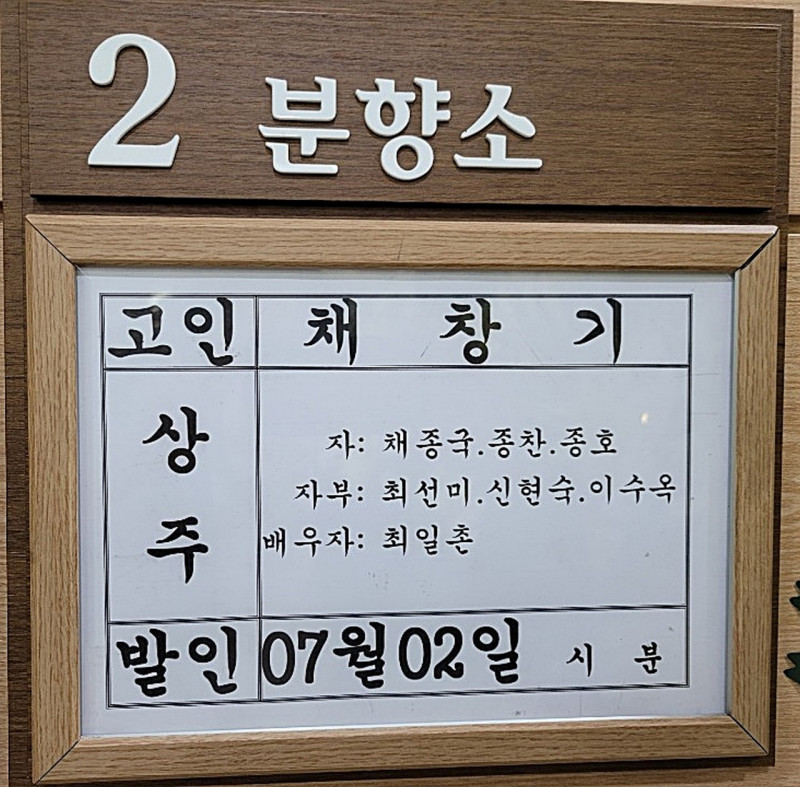 2 분향소
고인 채 창 기
상주
자: 채종국.종찬.종호
자부: 최선미.신현숙.이수옥
배우자: 최일촌
발인 07월 02일 시 분